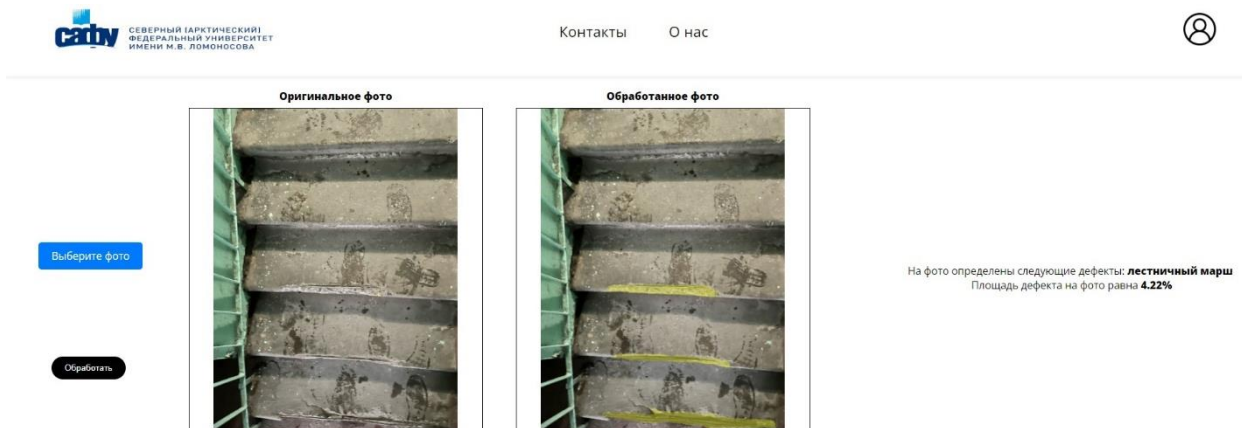 сафу
СЕВЕРНЫЙ (АРКТИЧЕСКИЙ)
ФЕДЕРАЛЬНЫЙ УНИВЕРСИТЕТ
ИМЕНИ М.В. ЛОМОНОСОВА
Контакты О нас
Оригинальное фото Обработанное фото
Выберите фото
На фото определены следующие дефекты: лестничный марш
Площадь дефекта на фото равна 4.22%
Обработать